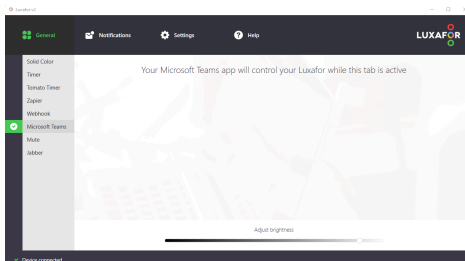 Luxafor v2
General
Notifications
Settings
? Help
LUXAFOR
Solid Color
Timer
Tomato Timer
Zapier
Webhook
Microsoft Teams
Mute
Jabber
Your Microsoft Teams app will control your Luxafor while this tab is active
Adjust brightness
Device connected